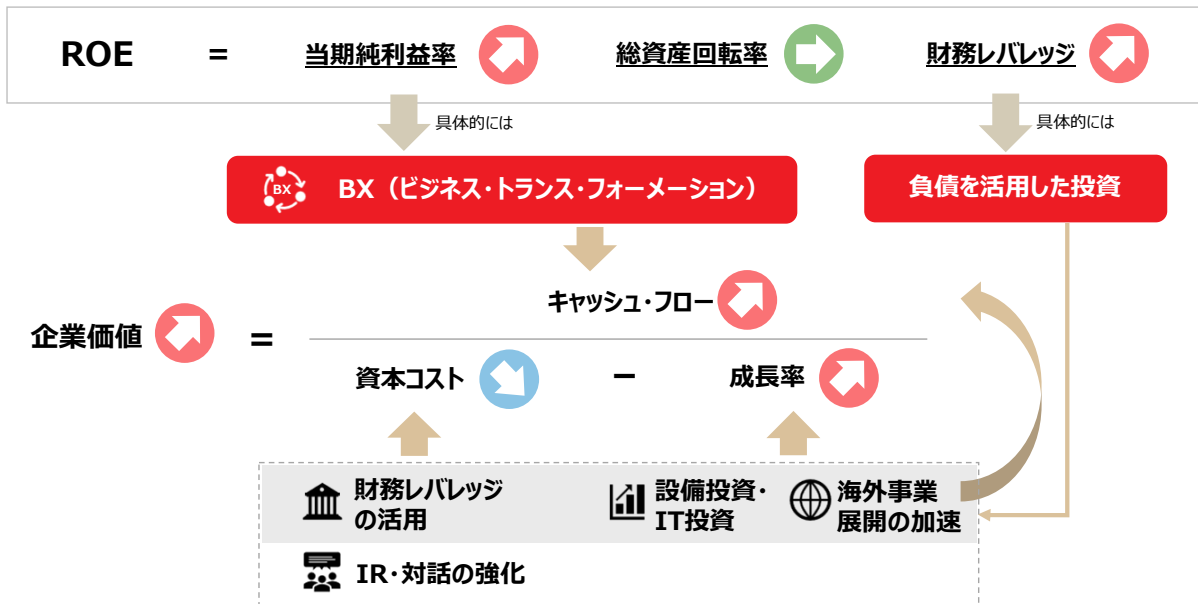 ROE = 当期純利益率 総資産回転率 財務レバレッジ
具体的には 具体的には
BX BX（ビジネス・トランス・フォーメーション） 負債を活用した投資
キャッシュ・フロー
企業価値 =
資本コスト － 成長率
財務レバレッジ
の活用
設備投資・
IT投資
海外事業
展開の加速
IR・対話の強化